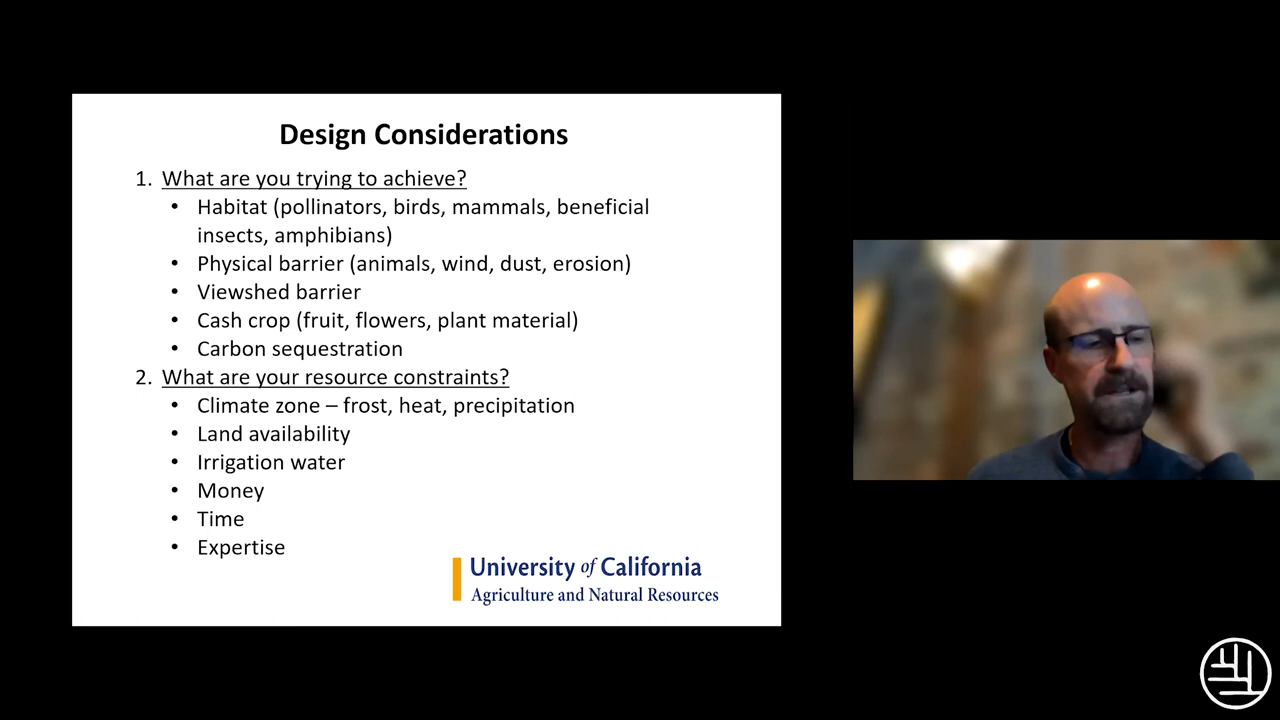 Design Considerations
1. What are you trying to achieve?
• Habitat (pollinators, birds, mammals, beneficial
insects, amphibians)
• Physical barrier (animals, wind, dust, erosion)
• Viewshed barrier
• Cash crop (fruit, flowers, plant material)
• Carbon sequestration
2. What are your resource constraints?
• Climate zone – frost, heat, precipitation
• Land availability
• Irrigation water
• Money
• Time
• Expertise
University of California
Agriculture and Natural Resources